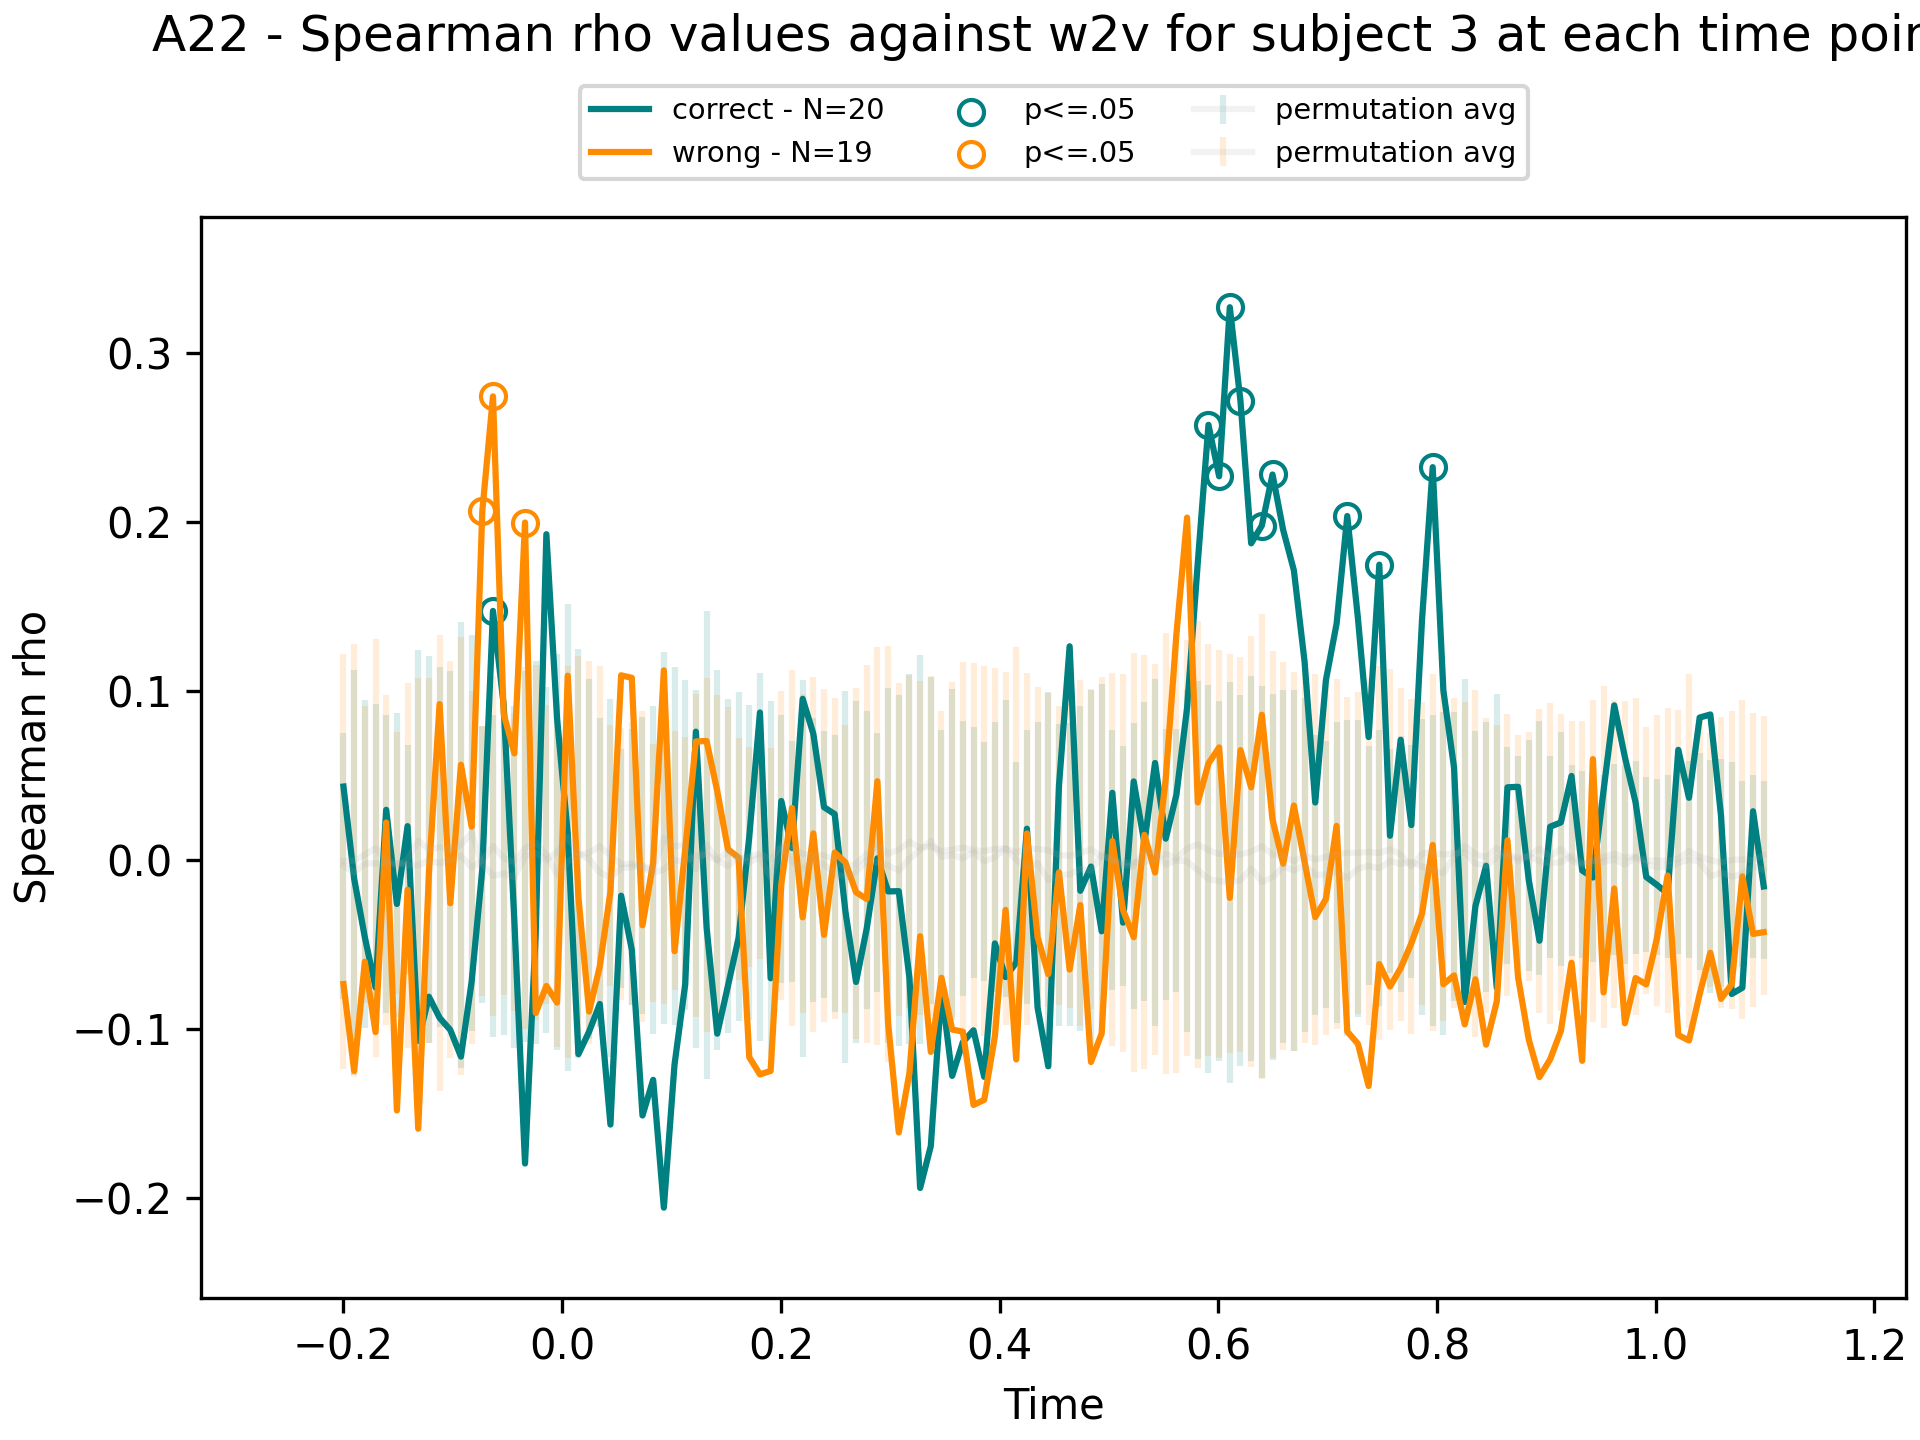 A22 - Spearman rho values against w2v for subject 3 at each time poin
correct - N=20
wrong - N=19
p<=.05
p<=.05
permutation avg
permutation avg
Spearman rho
0.3
0.2
0.1
0.0
−0.1
−0.2
−0.2 0.0 0.2 0.4 0.6 0.8 1.0 1.2
Time